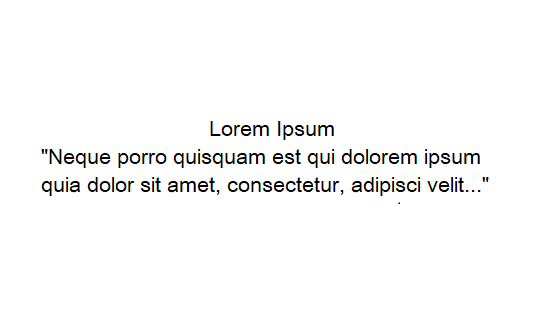 Lorem Ipsum
"Neque porro quisquam est qui dolorem ipsum
quia dolor sit amet, consectetur, adipisci velit..."